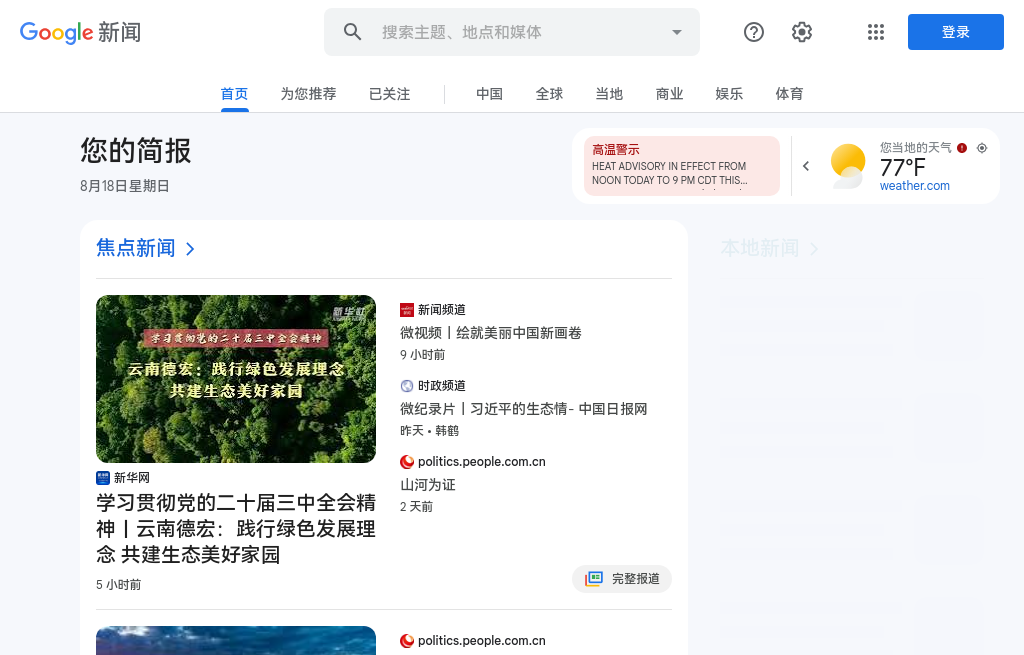 Google 新闻
搜索主题、地点和媒体
登录
首页
为您推荐
已关注
中国
全球
当地
商业
娱乐
体育
您的简报
8月18日星期日
高温警示
HEAT ADVISORY IN EFFECT FROM
NOON TODAY TO 9 PM CDT THIS…
您当地的天气
77°F
weather.com
焦点新闻
本地新闻
新华社
学习贯彻党的二十届三中全会精神
云南德宏：践行绿色发展理念
共建生态美好家园
新华网
学习贯彻党的二十届三中全会精
神丨云南德宏：践行绿色发展理
念 共建生态美好家园
5 小时前
新闻频道
微视频丨绘就美丽中国新画卷
9 小时前
时政频道
微纪录片丨习近平的生态情- 中国日报网
昨天 • 韩鹤
politics.people.com.cn
山河为证
2 天前
完整报道
politics.people.com.cn